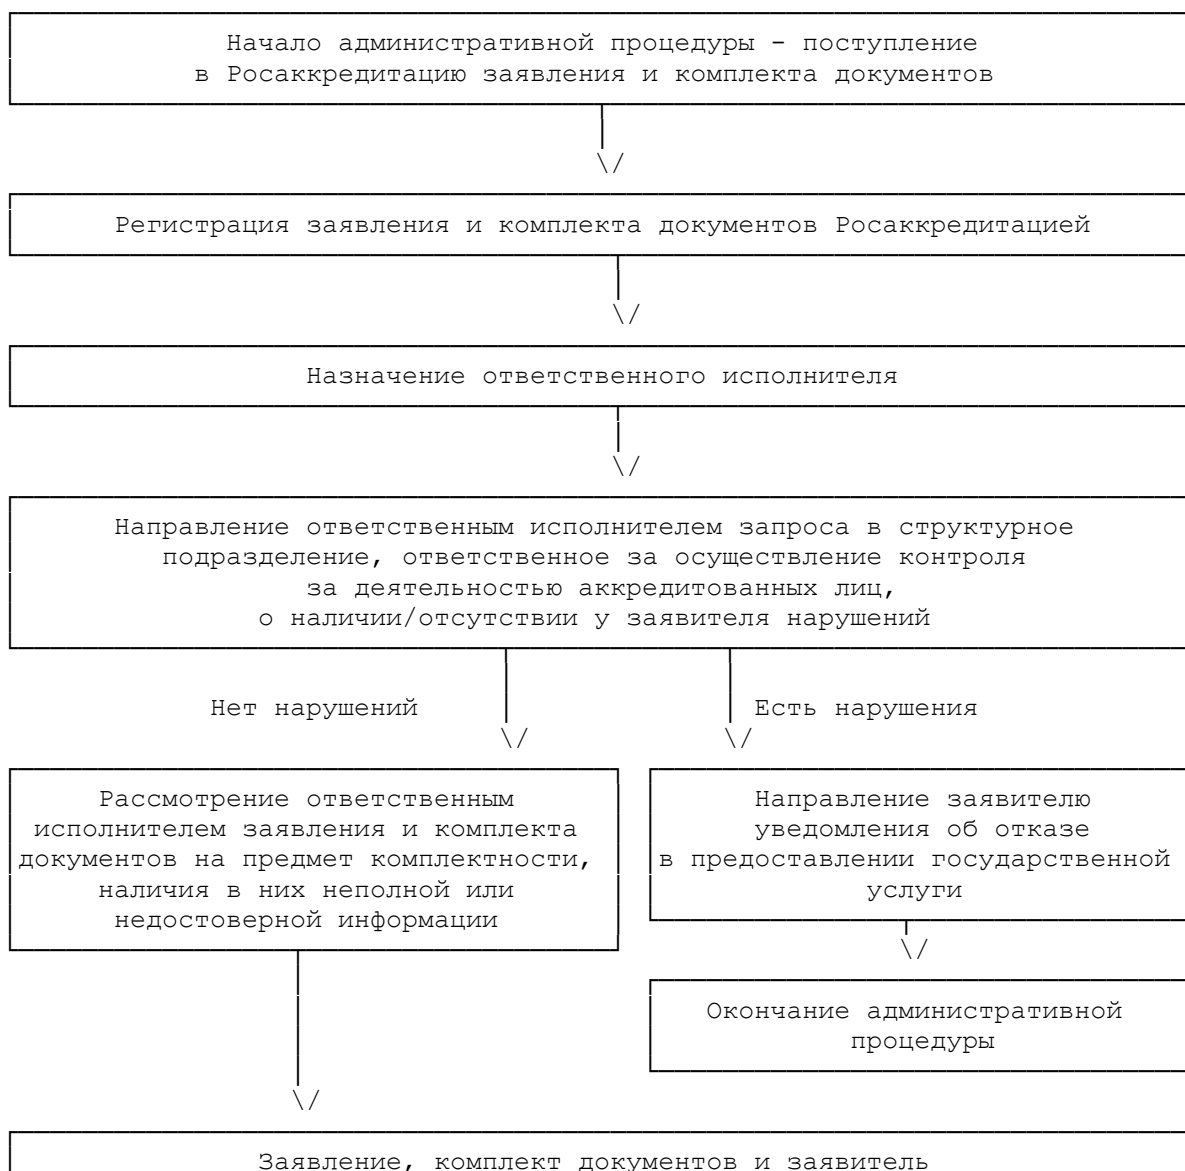 Начало административной процедуры - поступление
в Росаккредитацию заявления и комплекта документов
\/
Регистрация заявления и комплекта документов Росаккредитацией
\/
Назначение ответственного исполнителя
\/
Направление ответственным исполнителем запроса в структурное
подразделение, ответственное за осуществление контроля
за деятельностью аккредитованных лиц,
о наличии/отсутствии у заявителя нарушений
Нет нарушений
Есть нарушения
\/
\/
Рассмотрение ответственным
исполнителем заявления и комплекта
документов на предмет комплектности,
наличия в них неполной или
недостоверной информации
Направление заявителю
уведомления об отказе
в предоставлении государственной
услуги
\/
Окончание административной
процедуры
\/
Заявление, комплект документов и заявитель